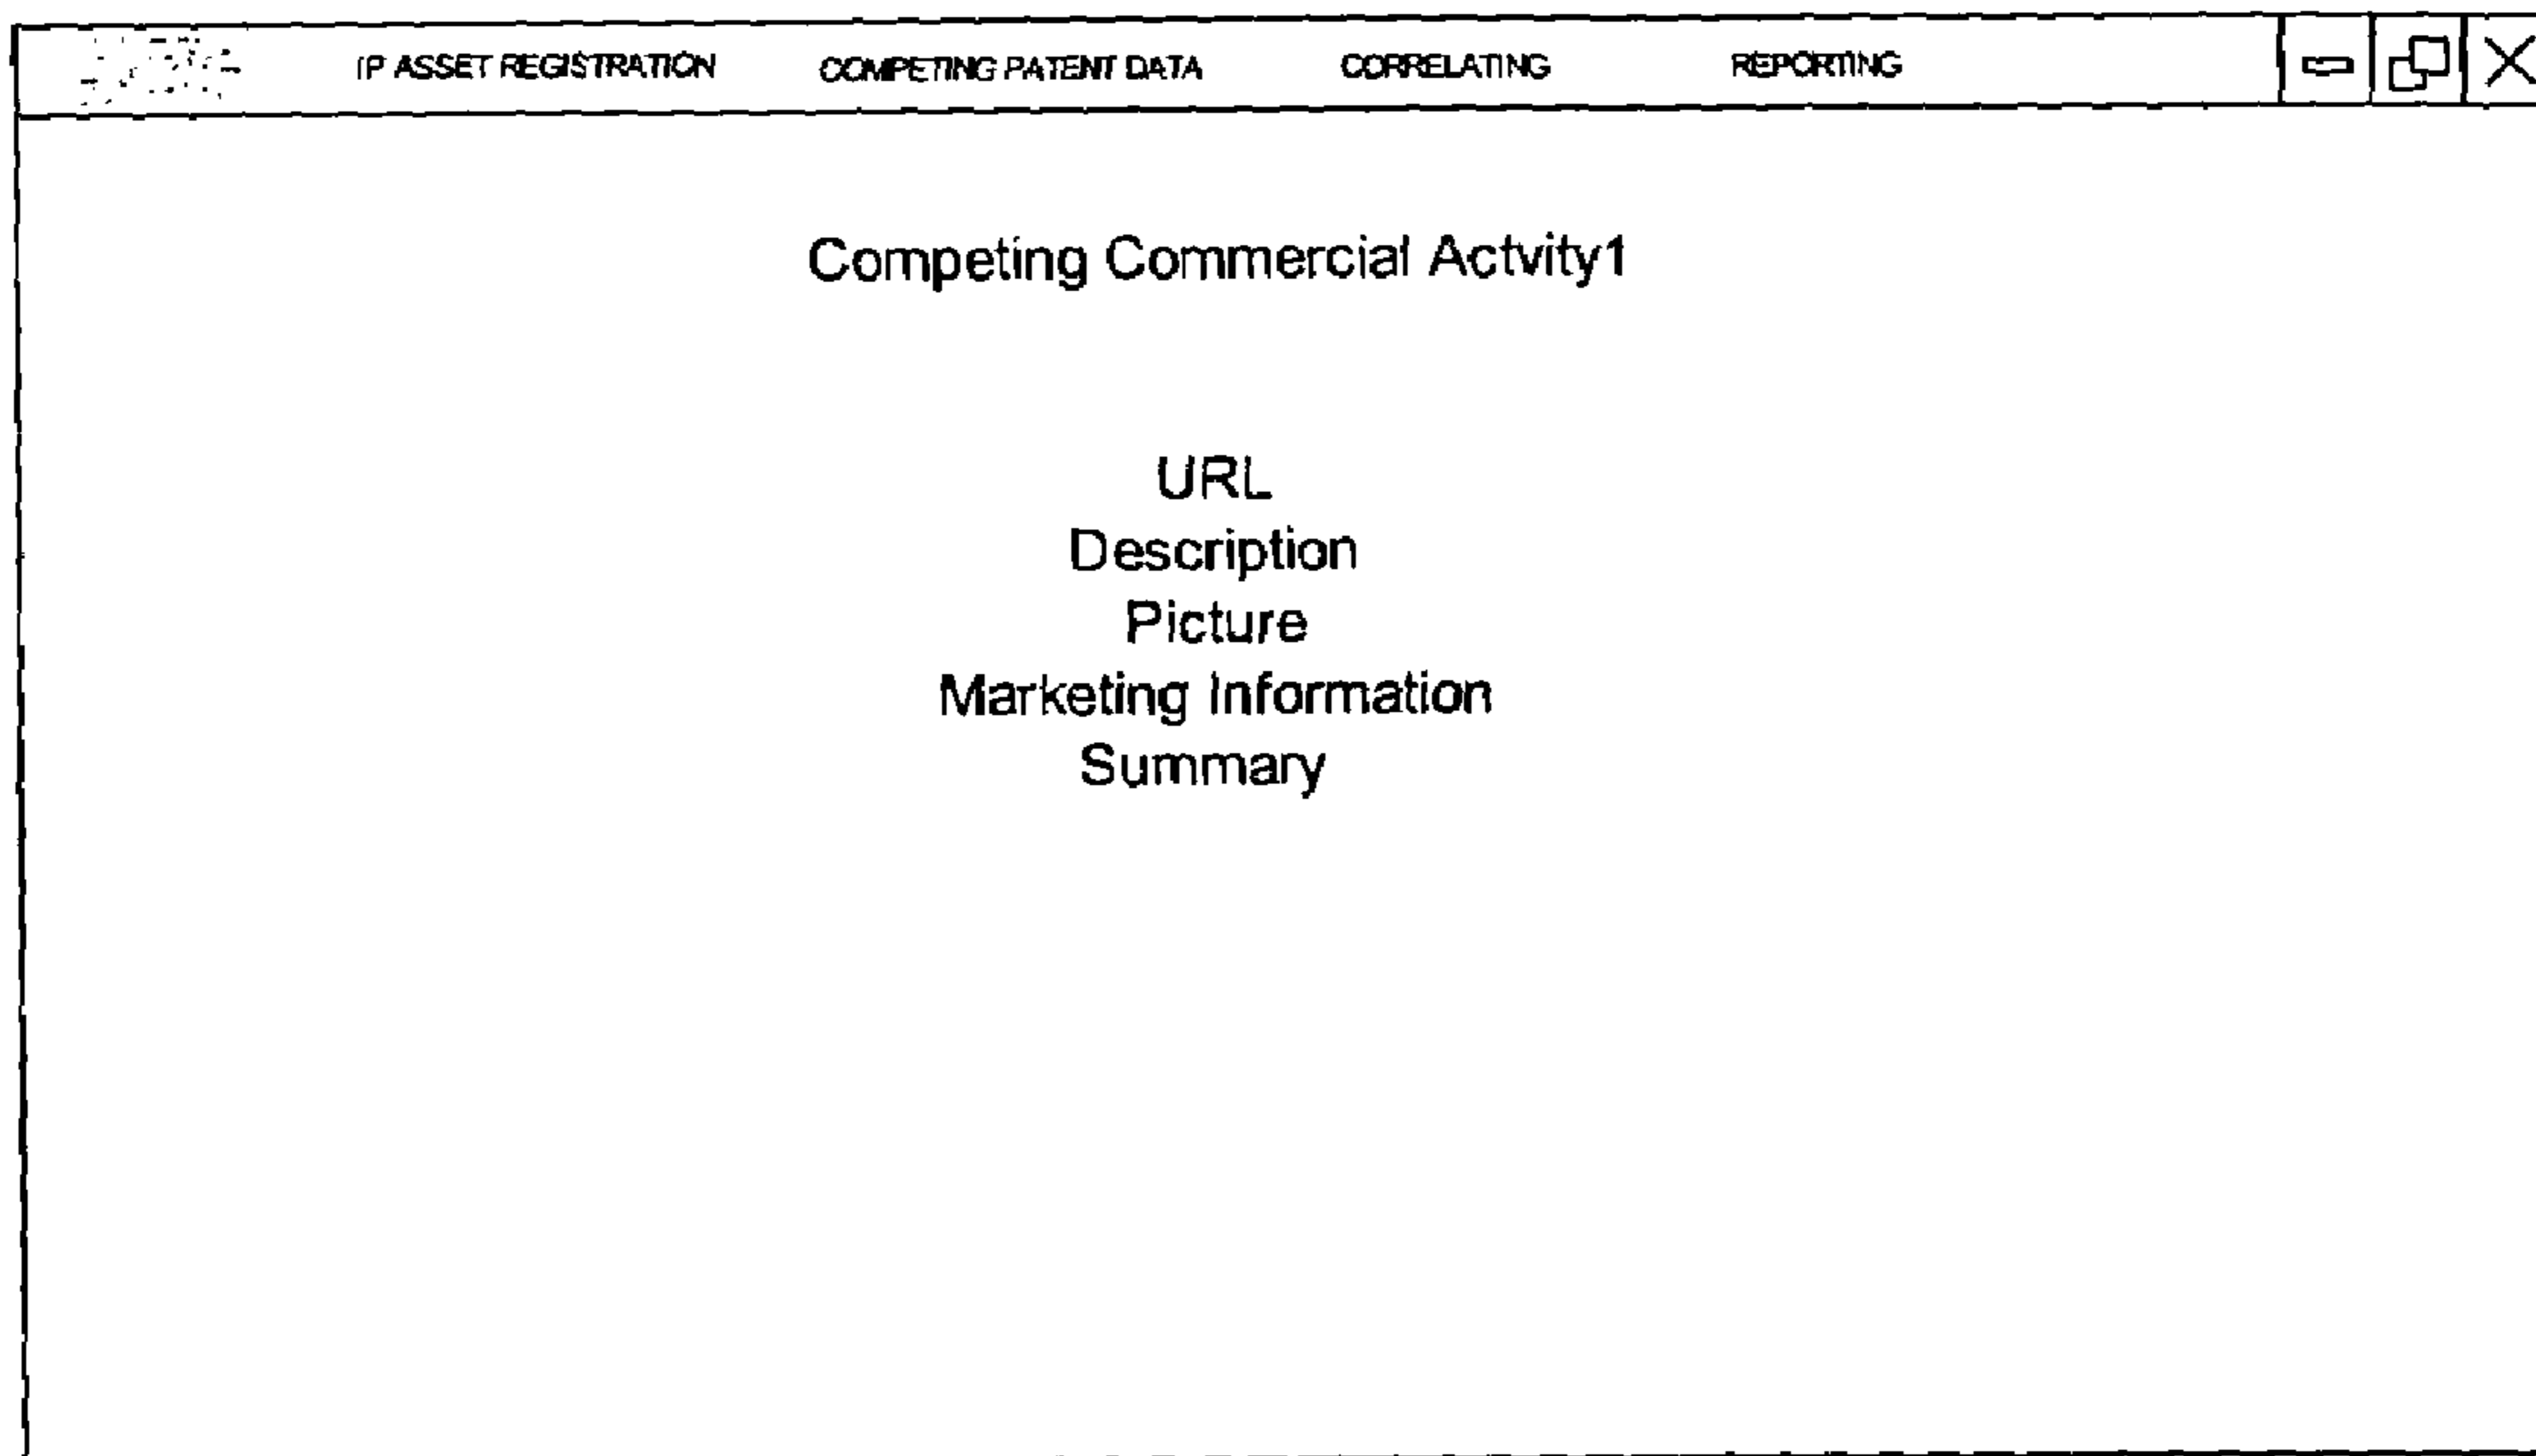 IP ASSET REGISTRATION COMPETING PATENT DATA CORRELATING REPORTING
Competing Commercial Actvity1
URL
Description
Picture
Marketing Information
Summary